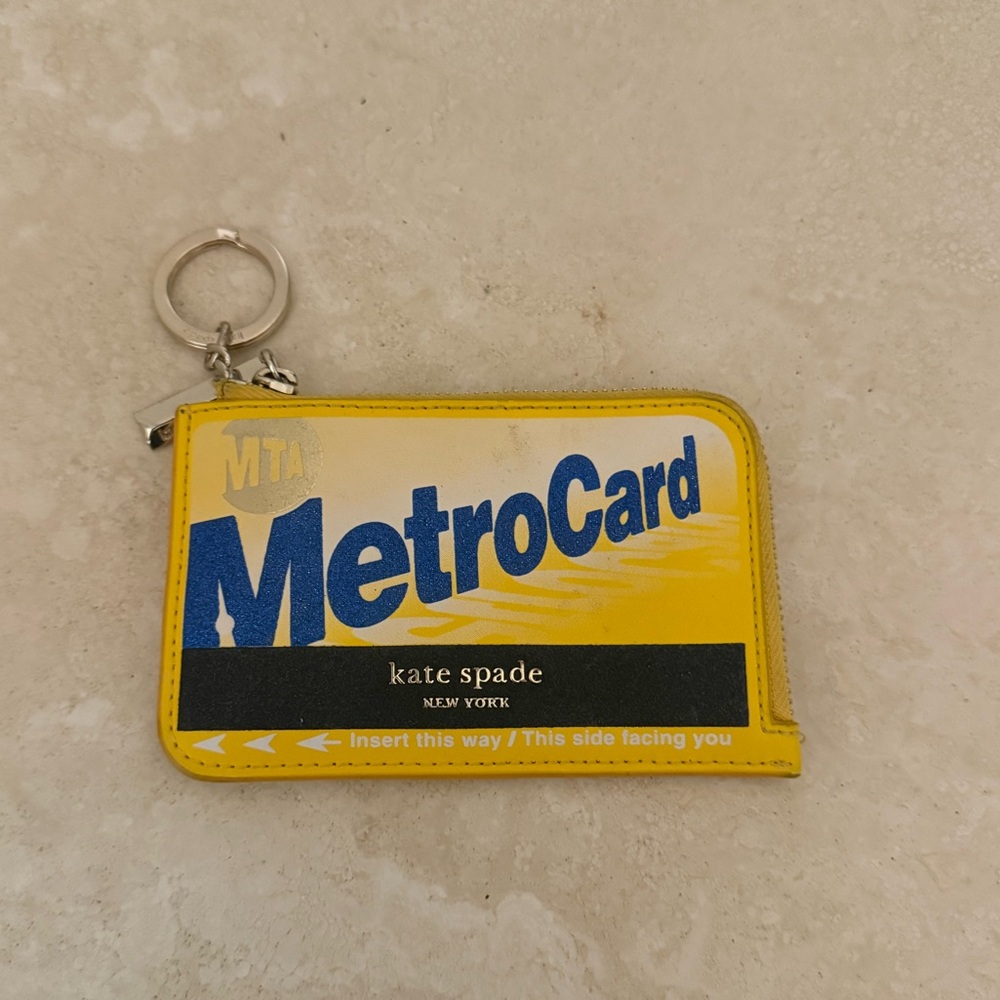 MTA
MetroCard
kate spade
NEW YORK
Insert this way / This side facing you